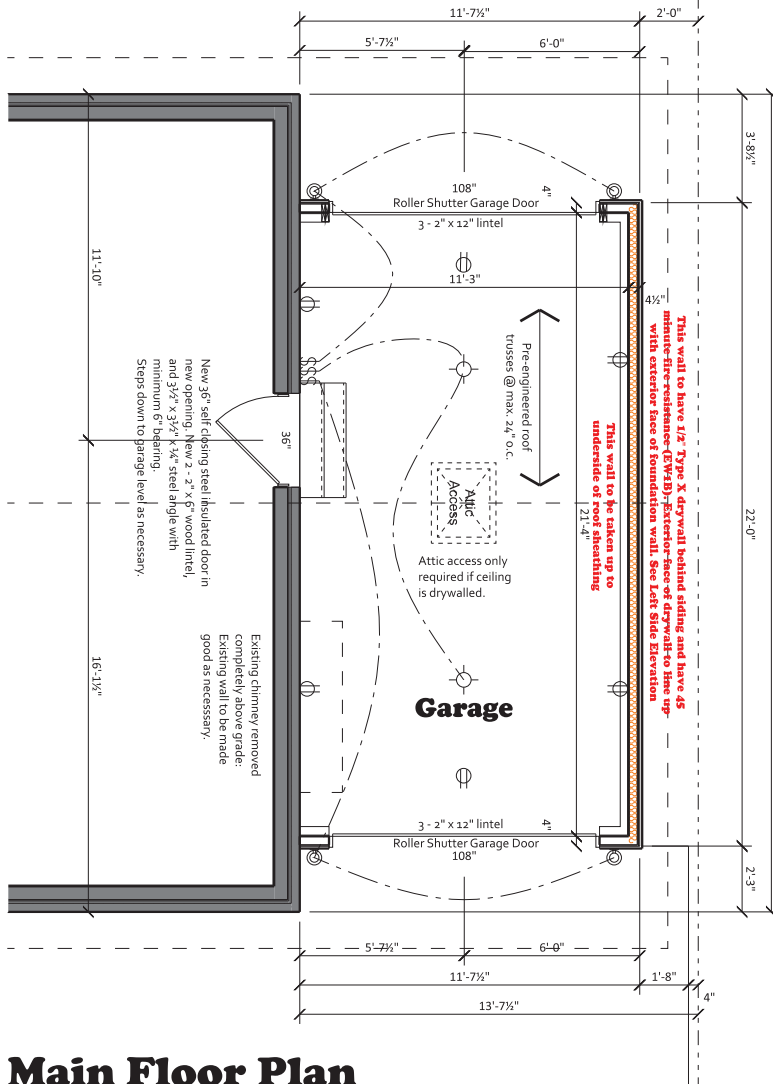 11'-7½"
2'-0"
5'-7½"
6'-0"
3'-8½"
108"
4"
Roller Shutter Garage Door
3 - 2" x 12" lintel
11'-3"
4½"
11'-10"
Pre-engineered roof
trusses @ max. 24" o.c.
This wall to have 1/2" Type X drywall behind siding and have 45
minute fire resistance (EW1B). Exterior face of drywall to line up
with exterior face of foundation wall. See Left Side Elevation
This wall to be taken up to
underside of roof sheathing
New 36" self closing steel insulated door in
new opening. New 2 - 2" x 6" wood lintel,
and 3½" x 3½" x ¼" steel angle with
minimum 6" bearing.
Steps down to garage level as necessary.
36"
Attic
Access
21'-4"
22'-0"
Attic access only
required if ceiling
is drywalled.
Existing chimney removed
completely above grade:
Existing wall to be made
good as necesssary.
16'-1½"
Garage
3 - 2" x 12" lintel
4"
Roller Shutter Garage Door
108"
2'-3"
5'-7½"
6'-0"
11'-7½"
1'-8"
4"
13'-7½"
Main Floor Plan